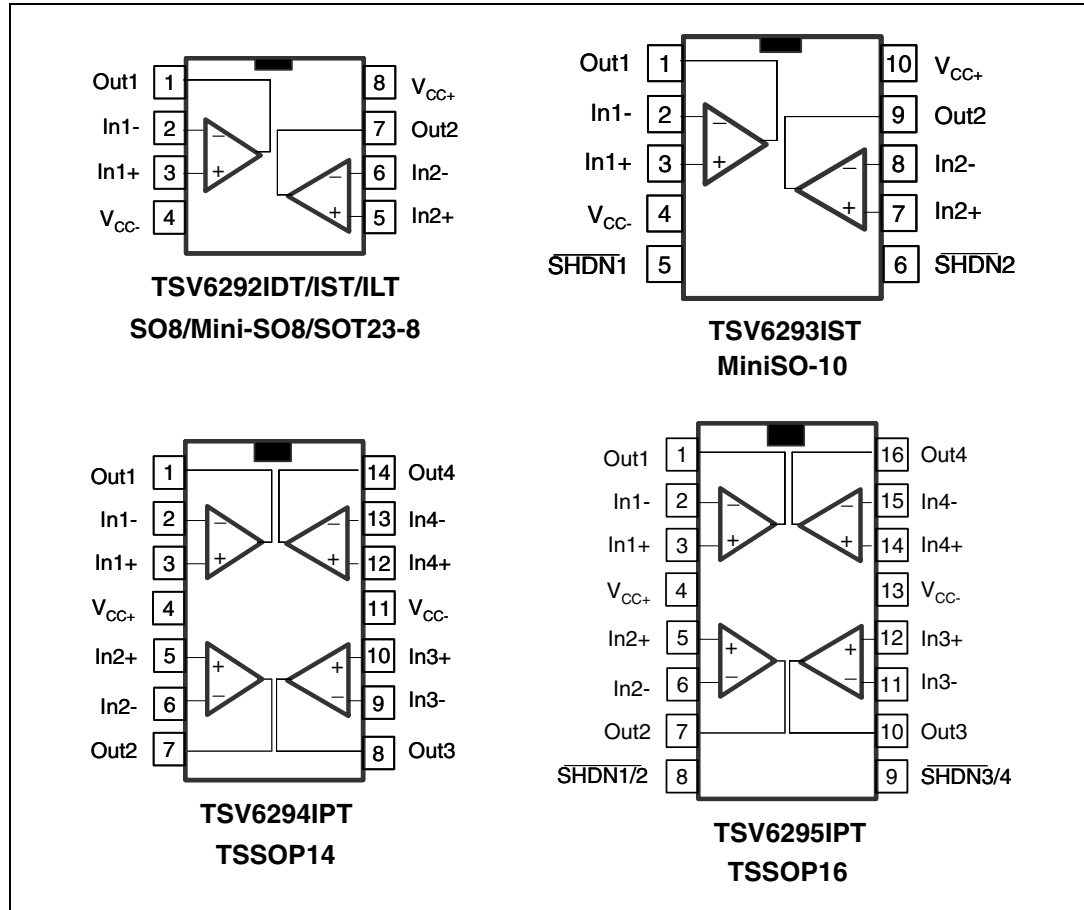 Out1 1 8 VCC+
In1- 2 − 7 Out2
In1+ 3 + − 6 In2-
VCC- 4 + 5 In2+
TSV6292IDT/IST/ILT
SO8/Mini-SO8/SOT23-8
Out1 1 10 VCC+
In1- 2 − 9 Out2
In1+ 3 + − 8 In2-
VCC- 4 + 7 In2+
SHDN1 5 6 SHDN2
TSV6293IST
MiniSO-10
Out1 1 14 Out4
In1- 2 − − 13 In4-
In1+ 3 + + 12 In4+
VCC+ 4 11 VCC-
In2+ 5 + + 10 In3+
In2- 6 − − 9 In3-
Out2 7 8 Out3
TSV6294IPT
TSSOP14
Out1 1 16 Out4
In1- 2 − − 15 In4-
In1+ 3 + + 14 In4+
VCC+ 4 13 VCC-
In2+ 5 + + 12 In3+
In2- 6 − − 11 In3-
Out2 7 10 Out3
SHDN1/2 8 9 SHDN3/4
TSV6295IPT
TSSOP16